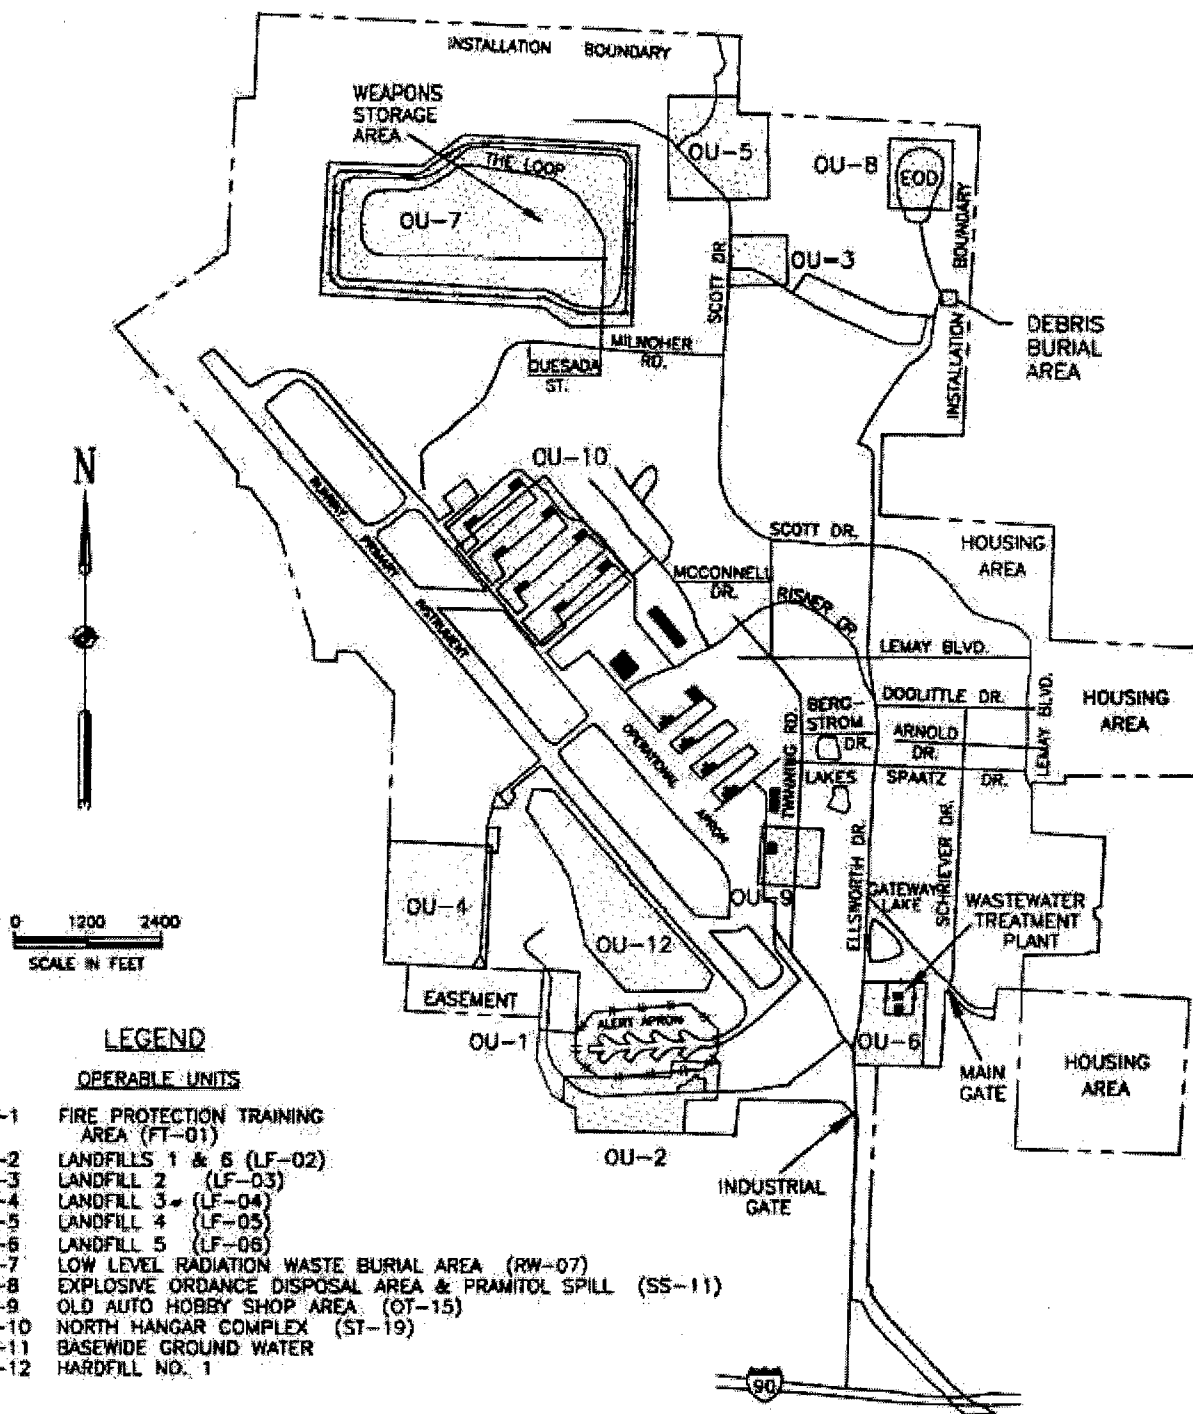 INSTALLATION BOUNDARY
WEAPONS
STORAGE
AREA
THE LOOP
OU-7
OU-5
OU-8
EOD
INSTALLATION BOUNDARY
OU-3
SCOTT DR.
DEBRIS
BURIAL
AREA
MILNOHER
RD.
QUESADA
ST.
N
OU-10
RUNWAY
PRIMARY
INSTRUMENT
SCOTT DR.
HOUSING
AREA
MCCONNELL
DR.
RISNER DR.
LEMAY BLVD.
DOOLITTLE DR.
LEMAY BLVD.
HOUSING
AREA
BERG-
STROM
DR.
ARNOLD
DR.
LAKES
SPAATZ DR.
TWINNING RD.
OPERATIONAL
APRON
ELLSWORTH DR.
SCHRIEVER DR.
GATEWAY
LAKE
WASTEWATER
TREATMENT
PLANT
OU-4
OU-9
OU-12
0 1200 2400
SCALE IN FEET
EASEMENT
ALERT APRON
OU-1
OU-6
MAIN
GATE
HOUSING
AREA
OU-2
INDUSTRIAL
GATE
LEGEND
OPERABLE UNITS
-1 FIRE PROTECTION TRAINING
AREA (FT-01)
-2 LANDFILLS 1 & 6 (LF-02)
-3 LANDFILL 2 (LF-03)
-4 LANDFILL 3 (LF-04)
-5 LANDFILL 4 (LF-05)
-6 LANDFILL 5 (LF-06)
-7 LOW LEVEL RADIATION WASTE BURIAL AREA (RW-07)
-8 EXPLOSIVE ORDANCE DISPOSAL AREA & PRAMITOL SPILL (SS-11)
-9 OLD AUTO HOBBY SHOP AREA (OT-15)
-10 NORTH HANGAR COMPLEX (ST-19)
-11 BASEWIDE GROUND WATER
-12 HARDFILL NO. 1
90